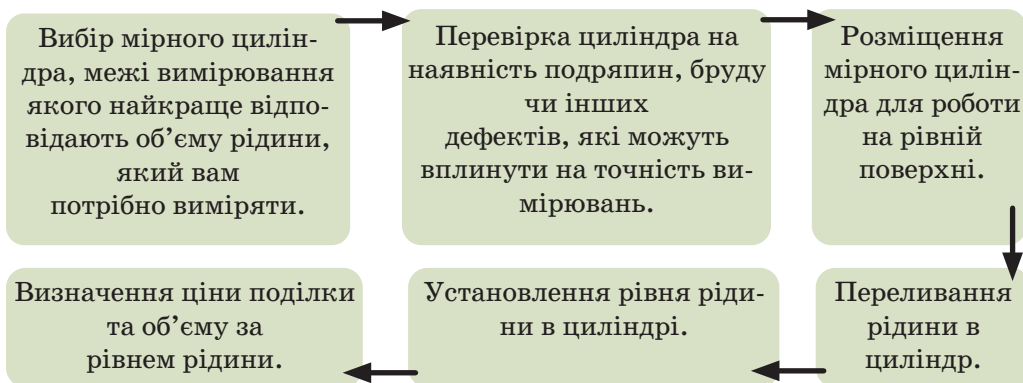 Вибір мірного цилін-
дра, межі вимірювання
якого найкраще відпо-
відають об’єму рідини,
який вам
потрібно виміряти.
Перевірка циліндра на
наявність подряпин, бруду
чи інших
дефектів, які можуть
вплинути на точність ви-
мірювань.
Розміщення
мірного цилін-
дра для роботи
на рівній
поверхні.
Переливання
рідини в
циліндр.
Установлення рівня ріди-
ни в циліндрі.
Визначення ціни поділки
та об’єму за
рівнем рідини.